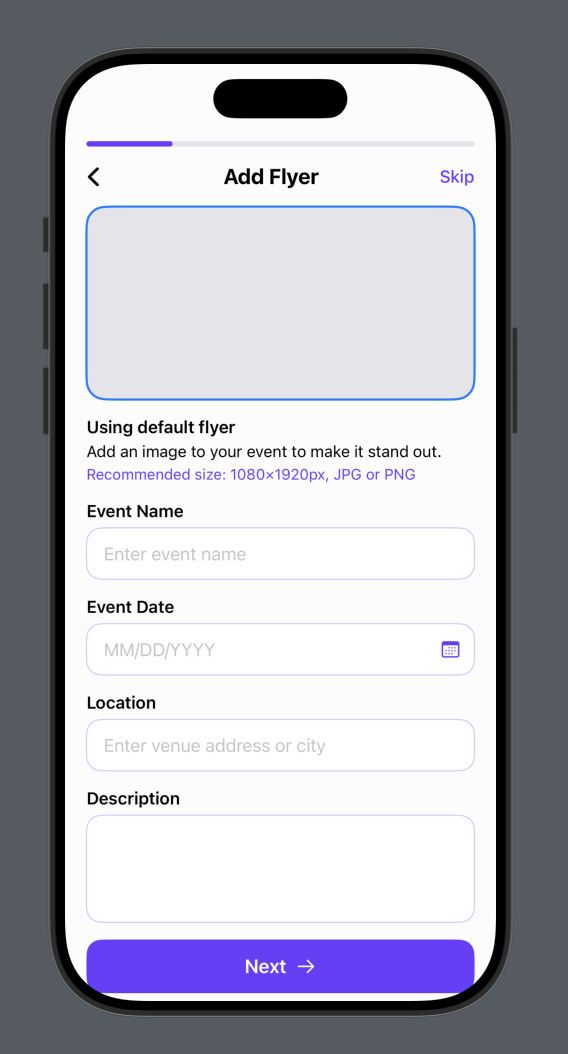 Add Flyer
Skip
Using default flyer
Add an image to your event to make it stand out.
Recommended size: 1080×1920px, JPG or PNG
Event Name
Enter event name
Event Date
MM/DD/YYYY
Location
Enter venue address or city
Description
Next →